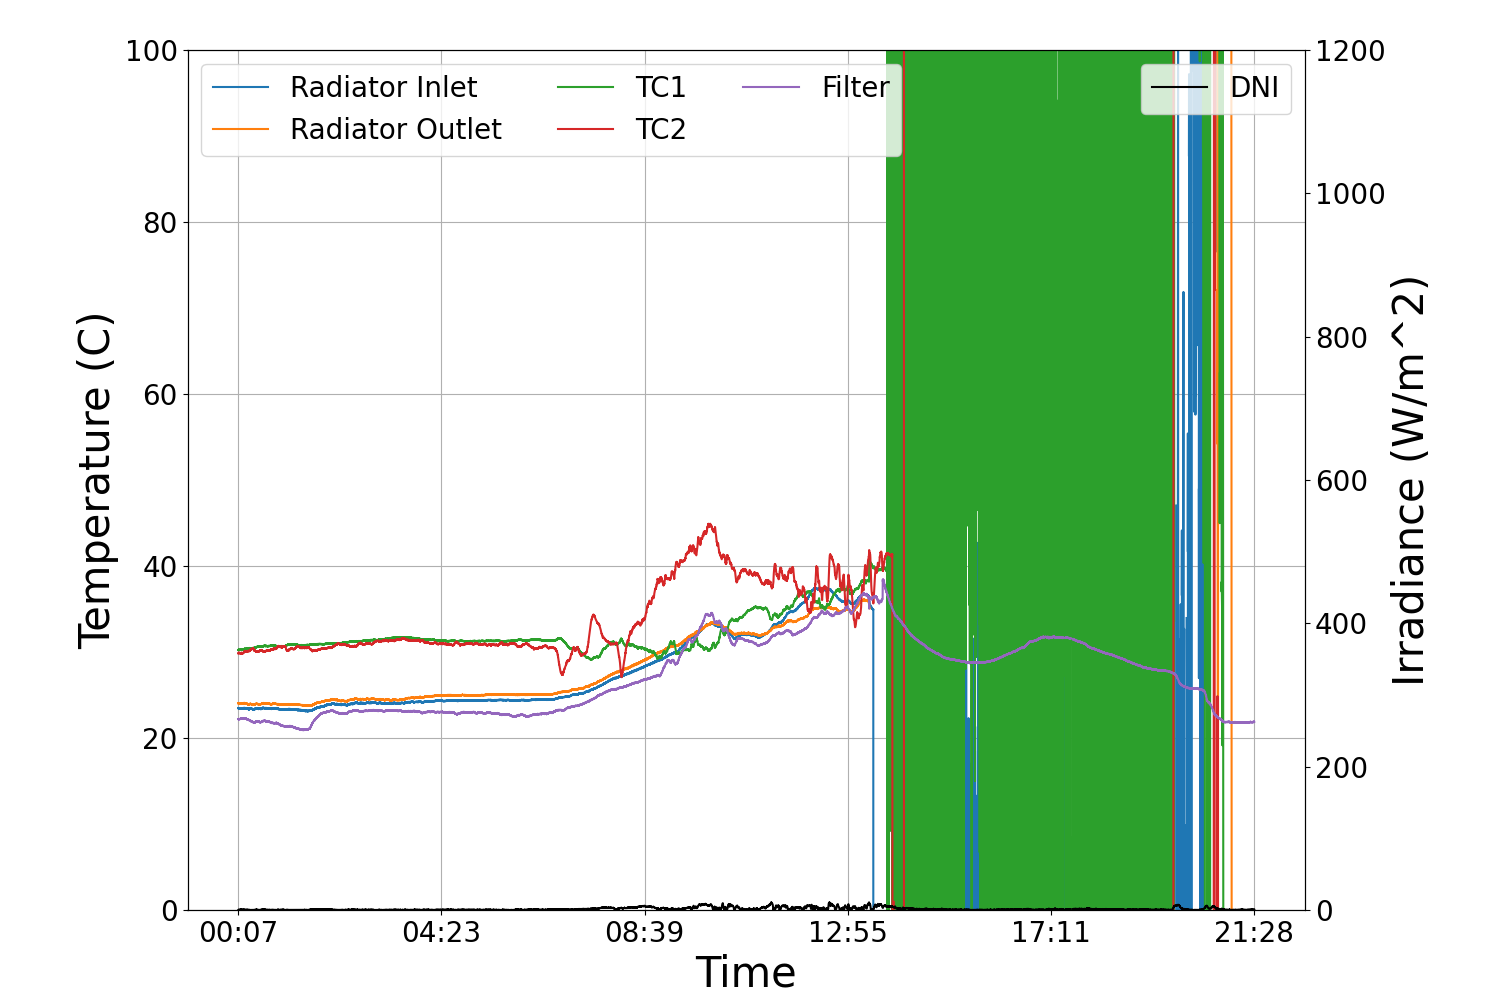 100
80
60
40
20
0
Temperature (C)
Radiator Inlet
Radiator Outlet
TC1
TC2
Filter
DNI
1200
1000
800
600
400
200
0
Irradiance (W/m^2)
00:07 04:23 08:39 12:55 17:11 21:28
Time